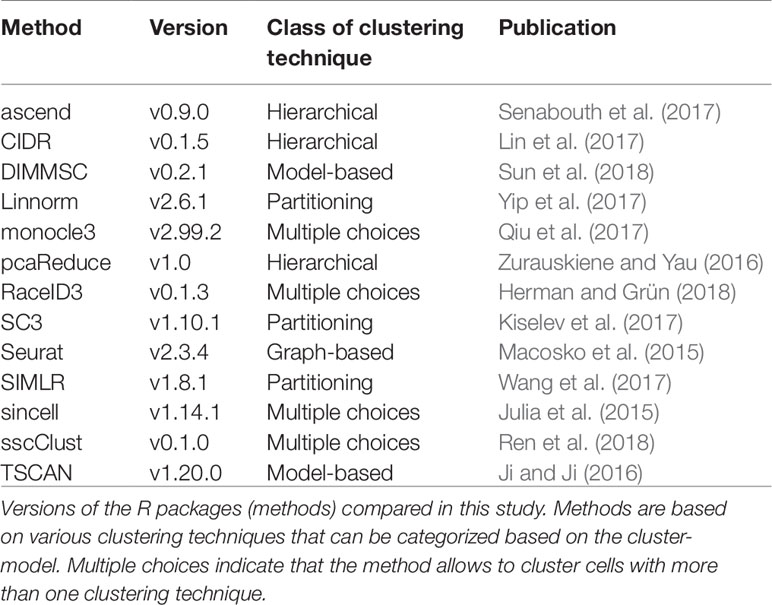 Method Version Class of clustering Publication
technique
ascend v0.9.0 Hierarchical Senabouth et al. (2017)
CIDR v0.1.5 Hierarchical Lin et al. (2017)
DIMMSC v0.2.1 Model-based Sun et al. (2018)
Linnorm v2.6.1 Partitioning Yip et al. (2017)
monocle3 v2.99.2 Multiple choices Qiu et al. (2017)
pcaReduce v1.0 Hierarchical Zurauskiene and Yau (2016)
RaceID3 v0.1.3 Multiple choices Herman and Grün (2018)
SC3 v1.10.1 Partitioning Kiselev et al. (2017)
Seurat v2.3.4 Graph-based Macosko et al. (2015)
SIMLR v1.8.1 Partitioning Wang et al. (2017)
sincell v1.14.1 Multiple choices Julia et al. (2015)
sscClust v0.1.0 Multiple choices Ren et al. (2018)
TSCAN v1.20.0 Model-based Ji and Ji (2016)
Versions of the R packages (methods) compared in this study. Methods are based
on various clustering techniques that can be categorized based on the cluster-
model. Multiple choices indicate that the method allows to cluster cells with more
than one clustering technique.